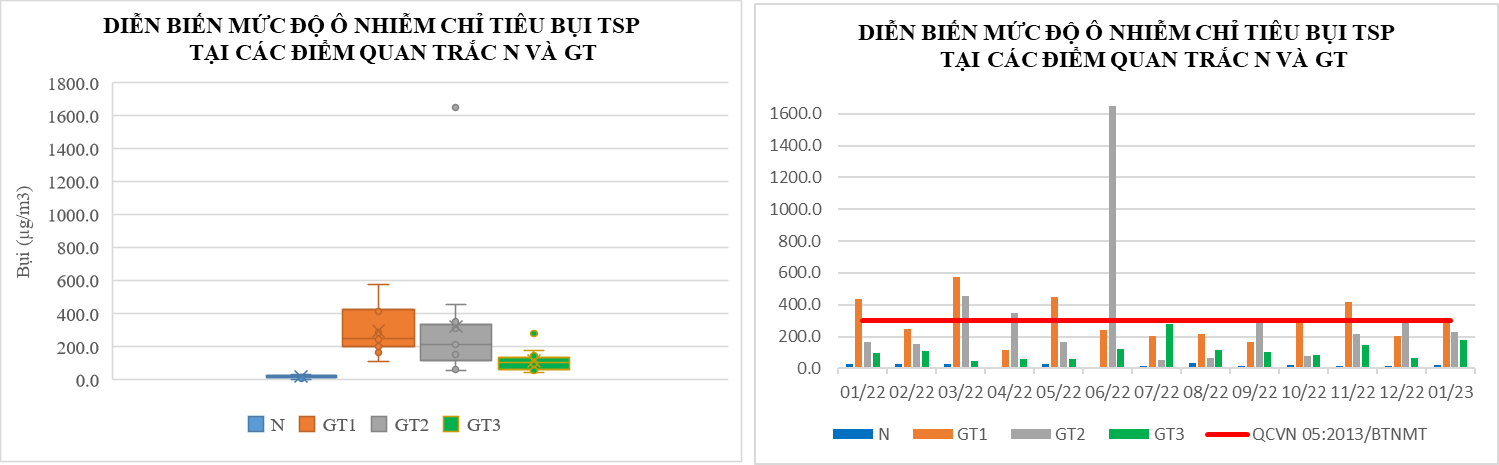 DIỄN BIẾN MỨC ĐỘ Ô NHIỄM CHỈ TIÊU BỤI TSP
TẠI CÁC ĐIỂM QUAN TRẮC N VÀ GT
1800.0
1600.0
1400.0
1200.0
1000.0
800.0
600.0
400.0
200.0
0.0
Bụi (µg/m3)
N GT1 GT2 GT3
DIỄN BIẾN MỨC ĐỘ Ô NHIỄM CHỈ TIÊU BỤI TSP
TẠI CÁC ĐIỂM QUAN TRẮC N VÀ GT
1600.0
1400.0
1200.0
1000.0
800.0
600.0
400.0
200.0
0.0
01/22 02/22 03/22 04/22 05/22 06/22 07/22 08/22 09/22 10/22 11/22 12/22 01/23
N GT1 GT2 GT3 QCVN 05:2013/BTNMT